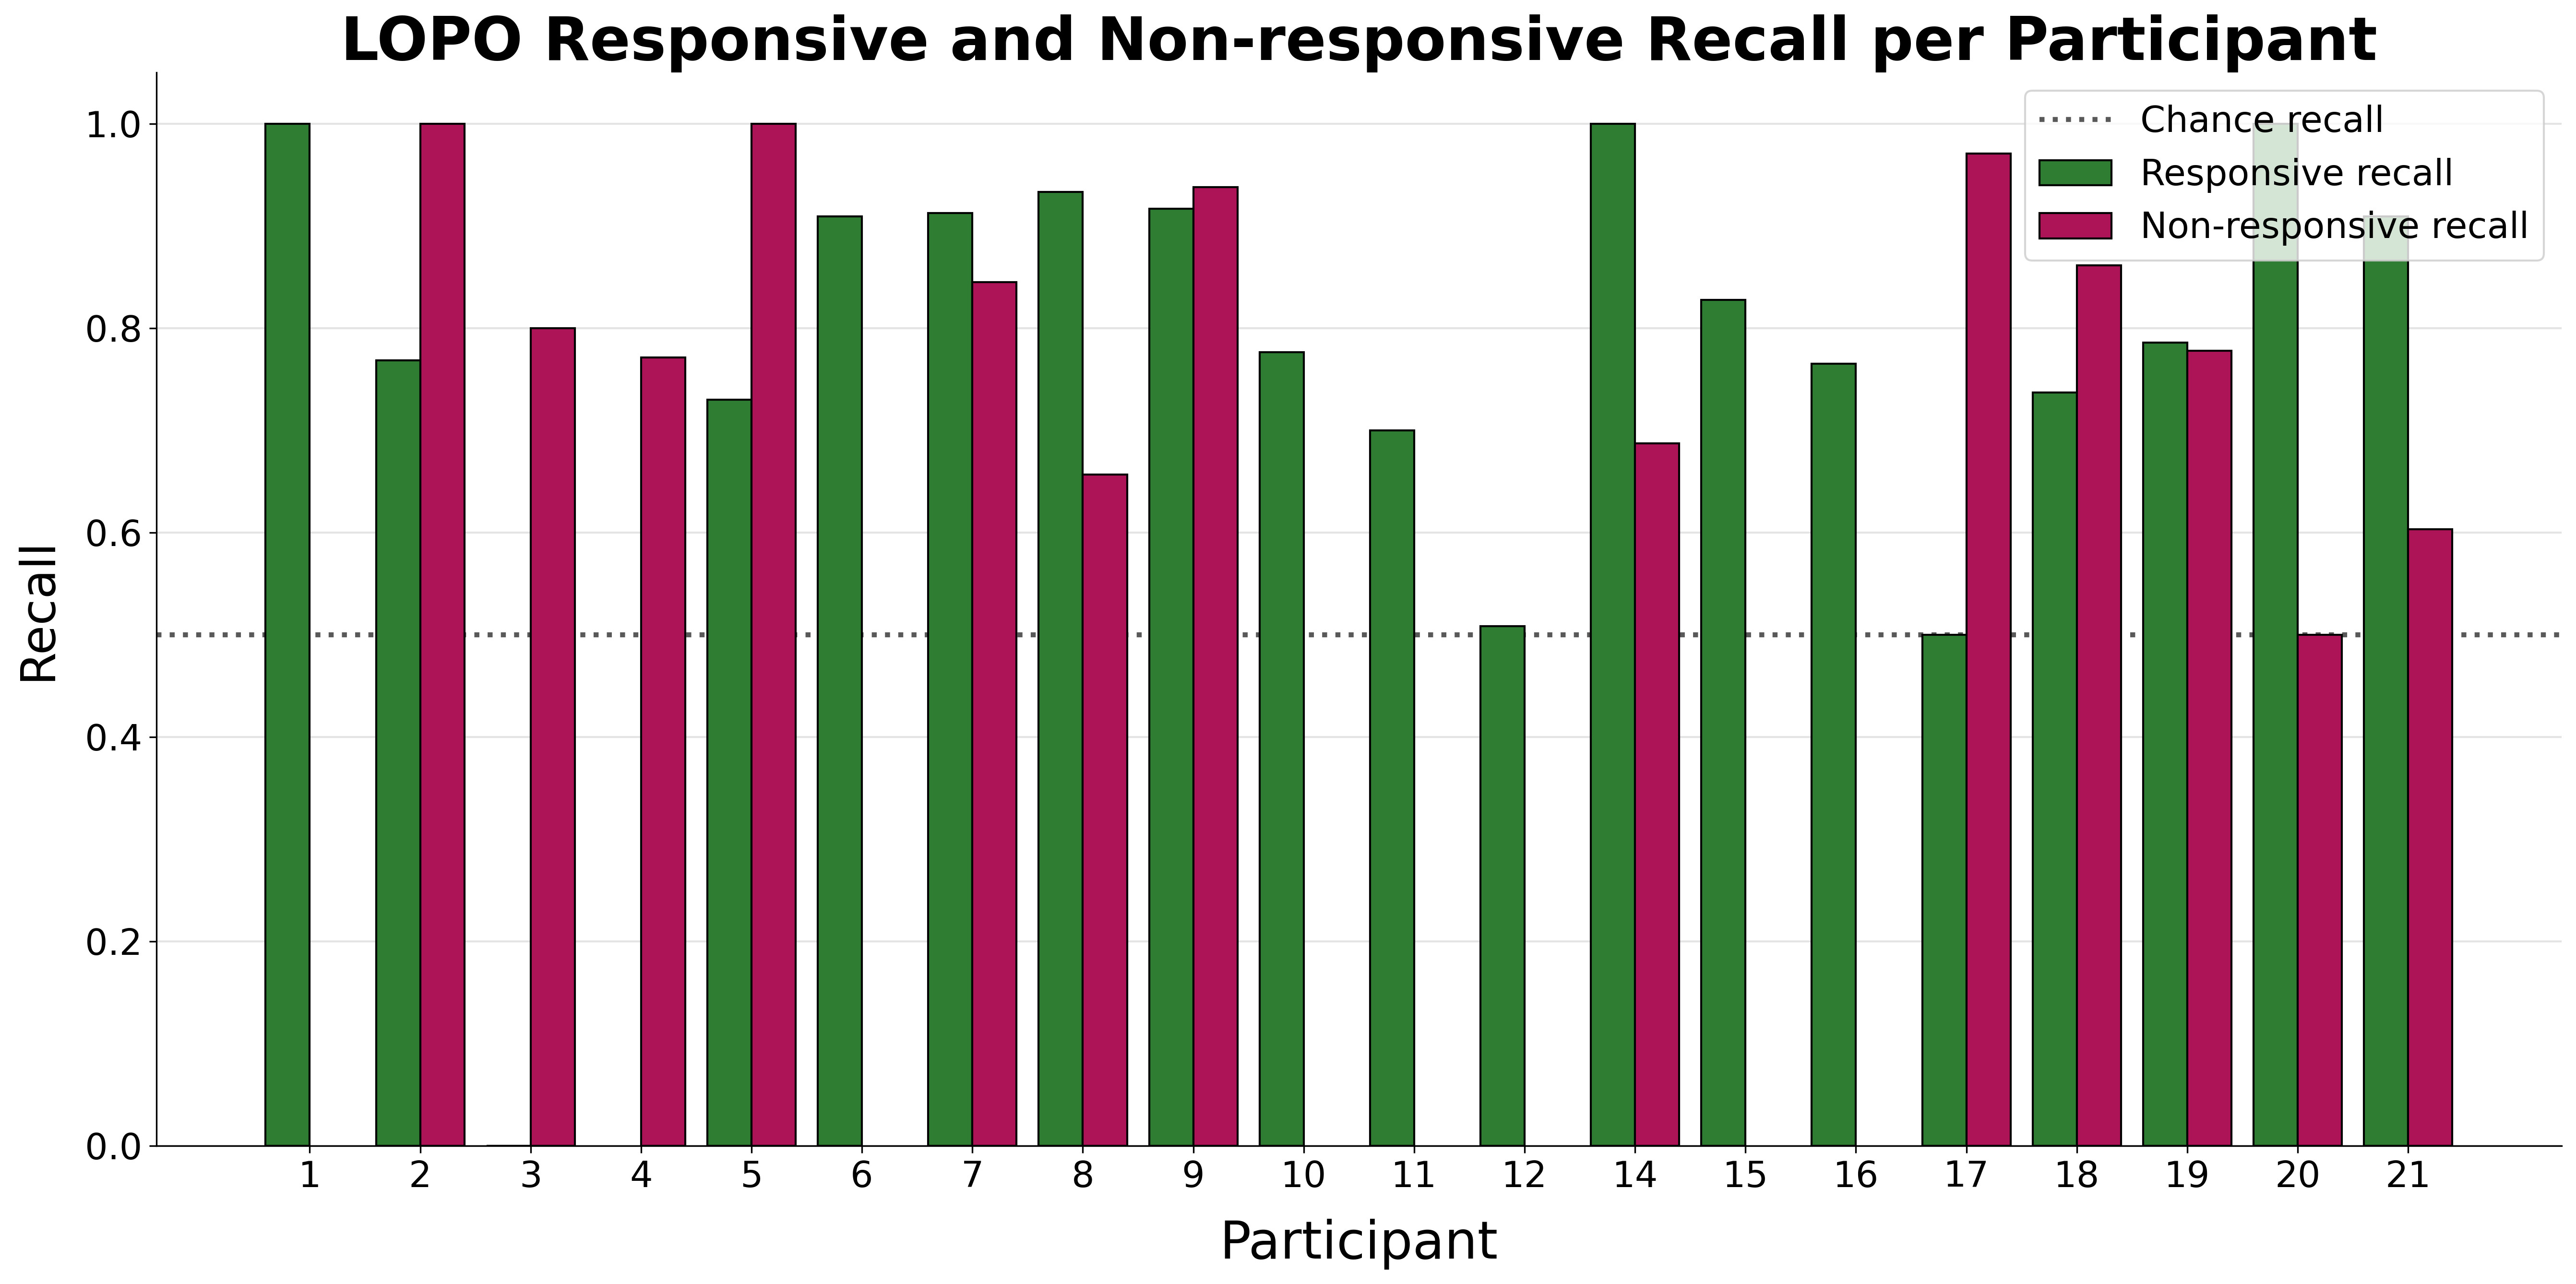 LOPO Responsive and Non-responsive Recall per Participant
Chance recall
Responsive recall
Non-responsive recall
Recall
1.0
0.8
0.6
0.4
0.2
0.0
1 2 3 4 5 6 7 8 9 10 11 12 14 15 16 17 18 19 20 21
Participant